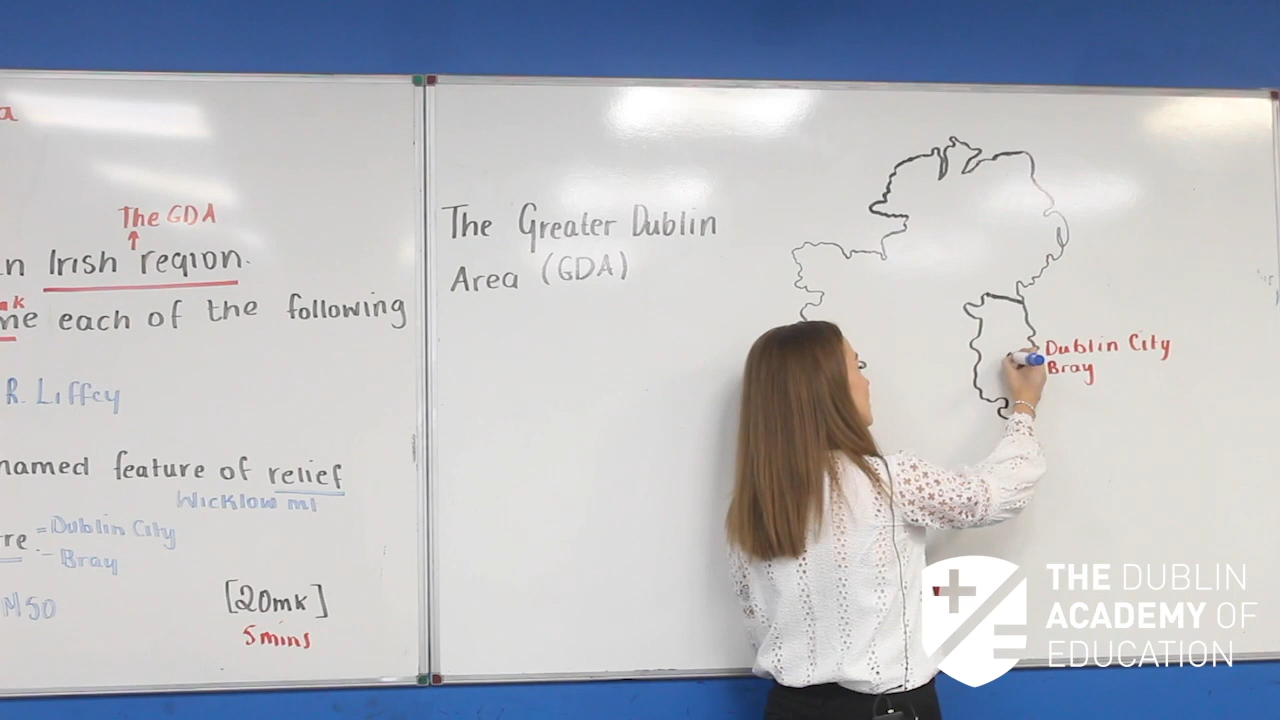 a
The GDA
n Irish region.
me each of the following
R. Liffey
named feature of relief
Wicklow mt
re = Dublin City
- Bray
M50
[20mk]
5mins
The Greater Dublin
Area (GDA)
Dublin City
Bray
THE DUBLIN
ACADEMY OF
EDUCATION